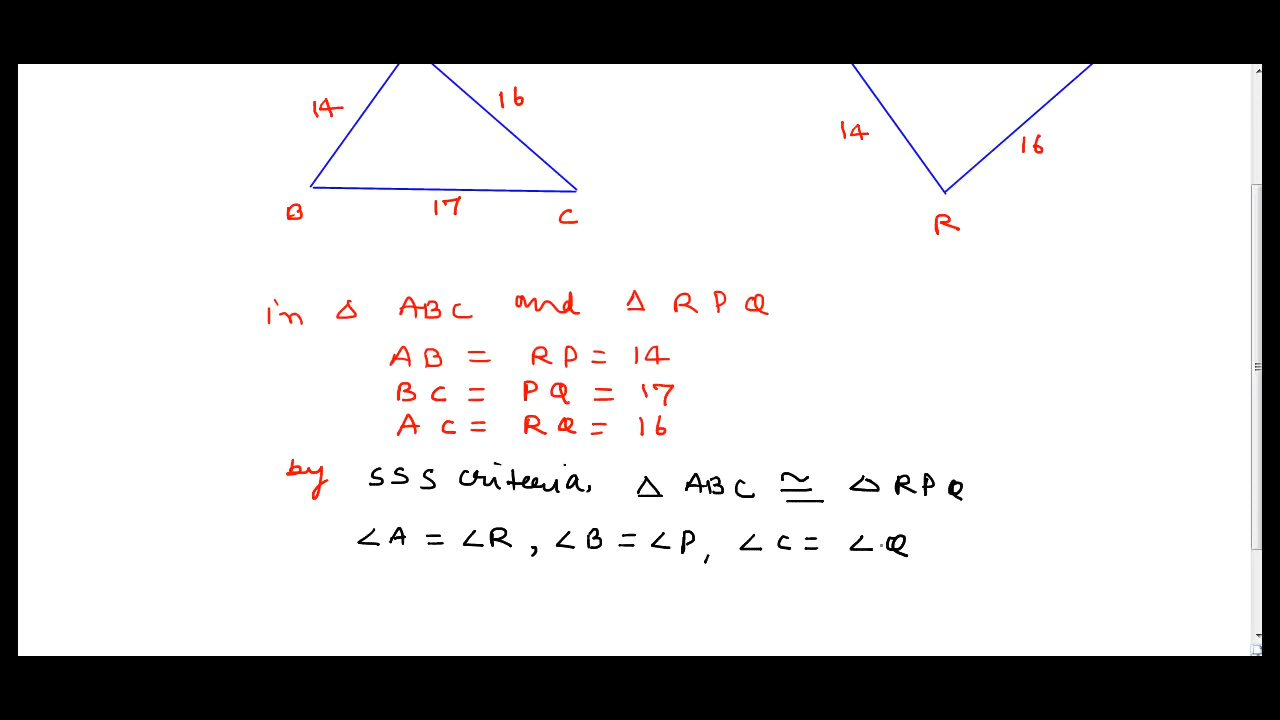 14 16 14 16
B 17 C R
in Δ ABC and Δ RPQ
AB = RP = 14
BC = PQ = 17
AC = RQ = 16
by SSS criteria, Δ ABC ≅ Δ RPQ
∠A = ∠R, ∠B = ∠P, ∠C = ∠Q